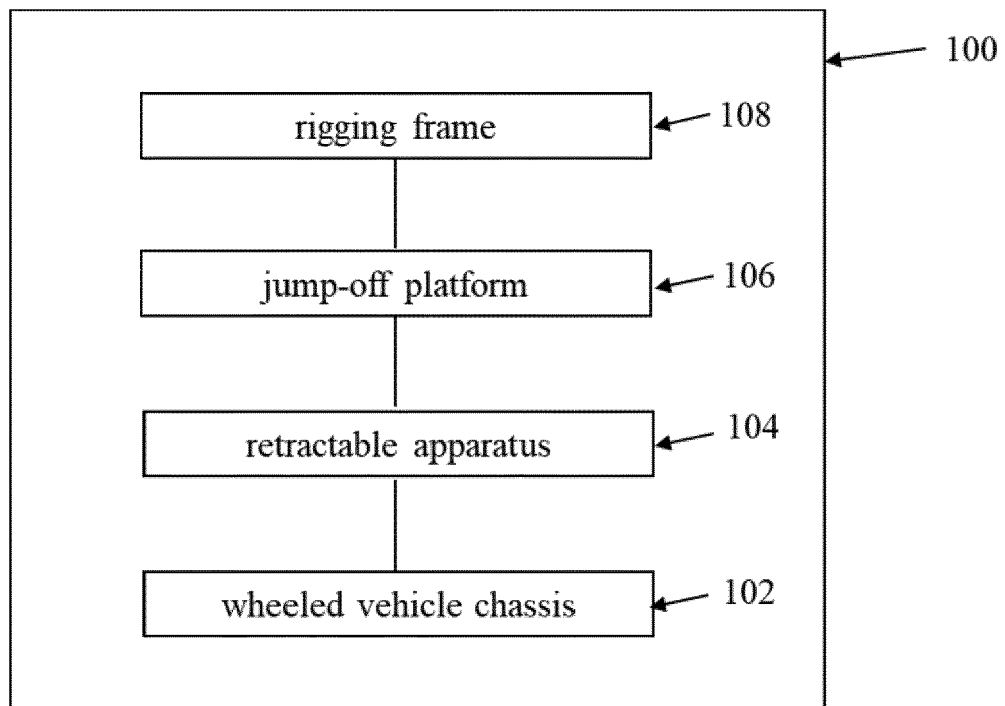 100
rigging frame
108
jump-off platform
106
retractable apparatus
104
wheeled vehicle chassis
102